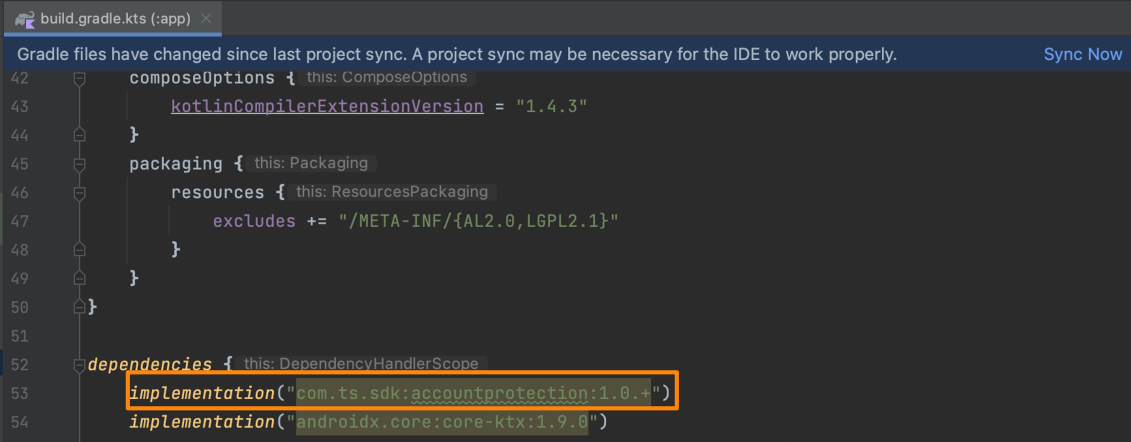 build.gradle.kts (:app)
Gradle files have changed since last project sync. A project sync may be necessary for the IDE to work properly. Sync Now
42 composeOptions { this: ComposeOptions
43 kotlinCompilerExtensionVersion = "1.4.3"
44 }
45 packaging { this: Packaging
46 resources { this: ResourcesPackaging
47 excludes += "/META-INF/{AL2.0,LGPL2.1}"
48 }
49 }
50 }
51
52 dependencies { this: DependencyHandlerScope
53 implementation("com.ts.sdk:accountprotection:1.0.+")
54 implementation("androidx.core:core-ktx:1.9.0")